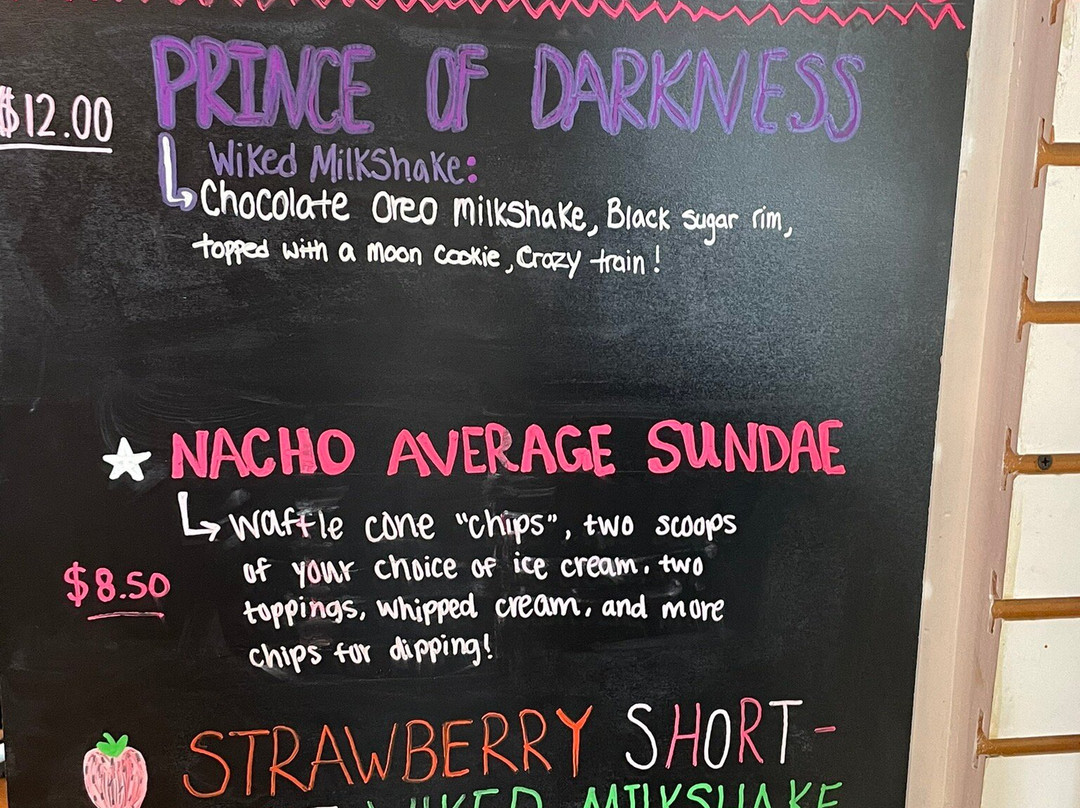 PRINCE OF DARKNESS
$12.00
Wiked Milkshake:
Chocolate Oreo milkshake, Black sugar rim,
topped with a moon cookie, Crazy train!
NACHO AVERAGE SUNDAE
waffle cone "chips", two scoops
of your choice of ice cream, two
$8.50
toppings, whipped cream, and more
chips for dipping!
STRAWBERRY SHORT-
WIKED MILKSHAKE